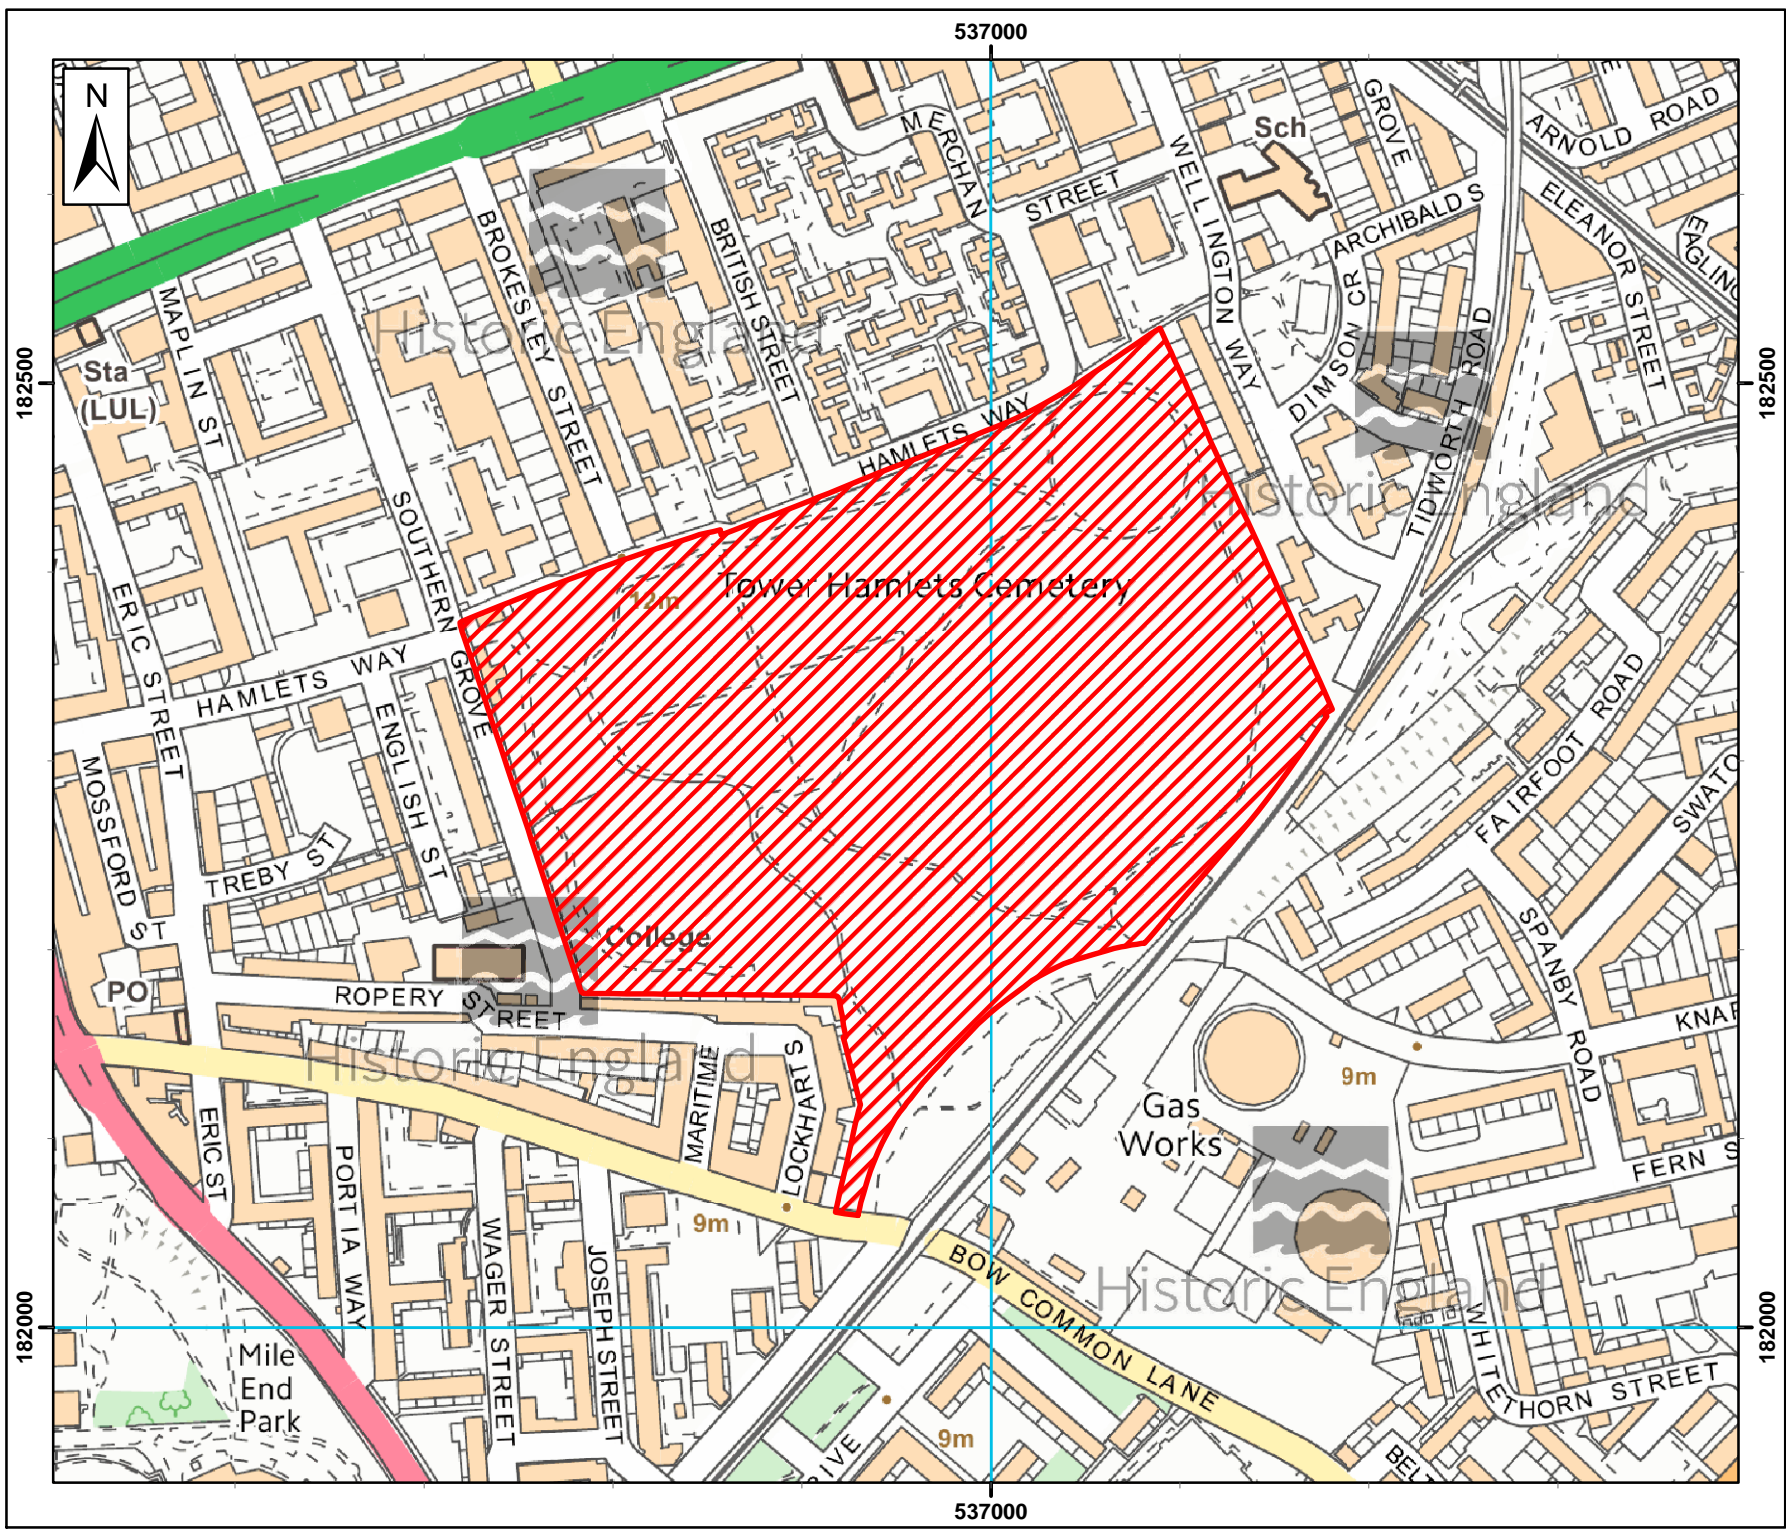 537000
N
MERCHAN
STREET
WELLINGTON WAY
Sch
GROVE
ARNOLD ROAD
ARCHIBALD S
ELEANOR STREET
EAGLING
DIMSON CR
TIDWORTH ROAD
BROKESLEY STREET
BRITISH STREET
MAPLIN ST
Historic England
182500
182500
Sta
(LUL)
HAMLETS WAY
SOUTHERN GROVE
Historic England
Tower Hamlets Cemetery
12m
ERIC STREET
HAMLETS WAY
ENGLISH ST
MOSSFORD ST
TREBY ST
FAIRFOOT ROAD
SWATO
College
SPANBY ROAD
PO
ROPERY STREET
KNAP
Historic England
MARITIME
LOCKHARTS
9m
Gas
Works
ERIC ST
PORTIA WAY
WAGER STREET
JOSEPH STREET
9m
FERN S
BOW COMMON LANE
Historic England
182000
182000
Mile
End
Park
WHITETHORN STREET
9m
RIVE
BELT
537000